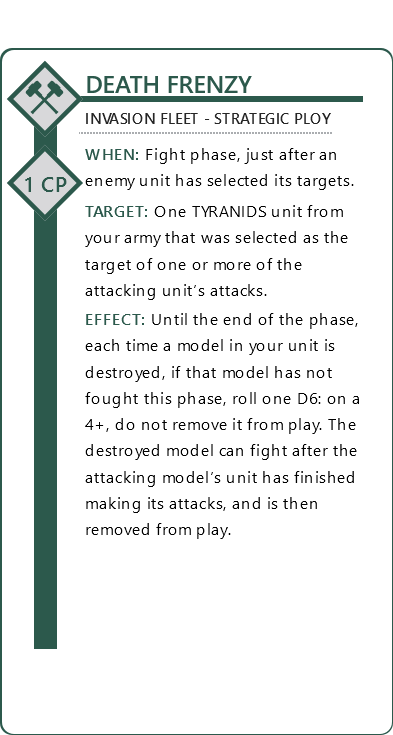 DEATH FRENZY
INVASION FLEET - STRATEGIC PLOY
WHEN: Fight phase, just after an
1 CP
enemy unit has selected its targets.
TARGET: One TYRANIDS unit from
your army that was selected as the
target of one or more of the
attacking unit's attacks.
EFFECT: Until the end of the phase,
each time a model in your unit is
destroyed, if that model has not
fought this phase, roll one D6: on a
4+, do not remove it from play. The
destroyed model can fight after the
attacking model's unit has finished
making its attacks, and is then
removed from play.